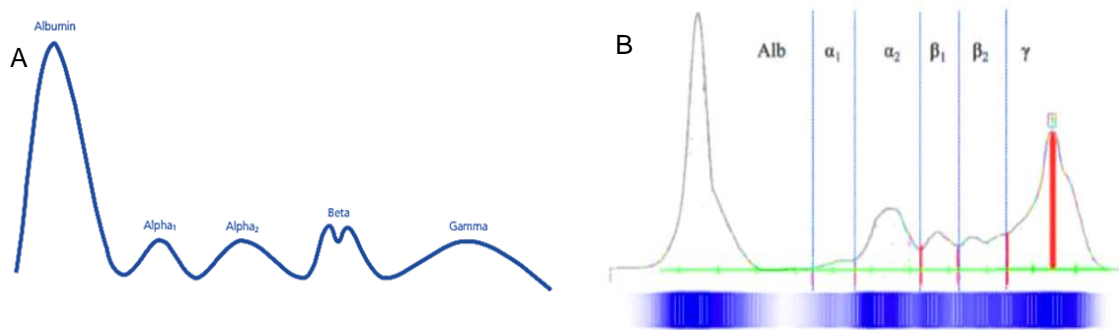 A
Albumin
Alpha₁
Alpha₂
Beta
Gamma
B
Alb α₁ α₂ β₁ β₂ γ